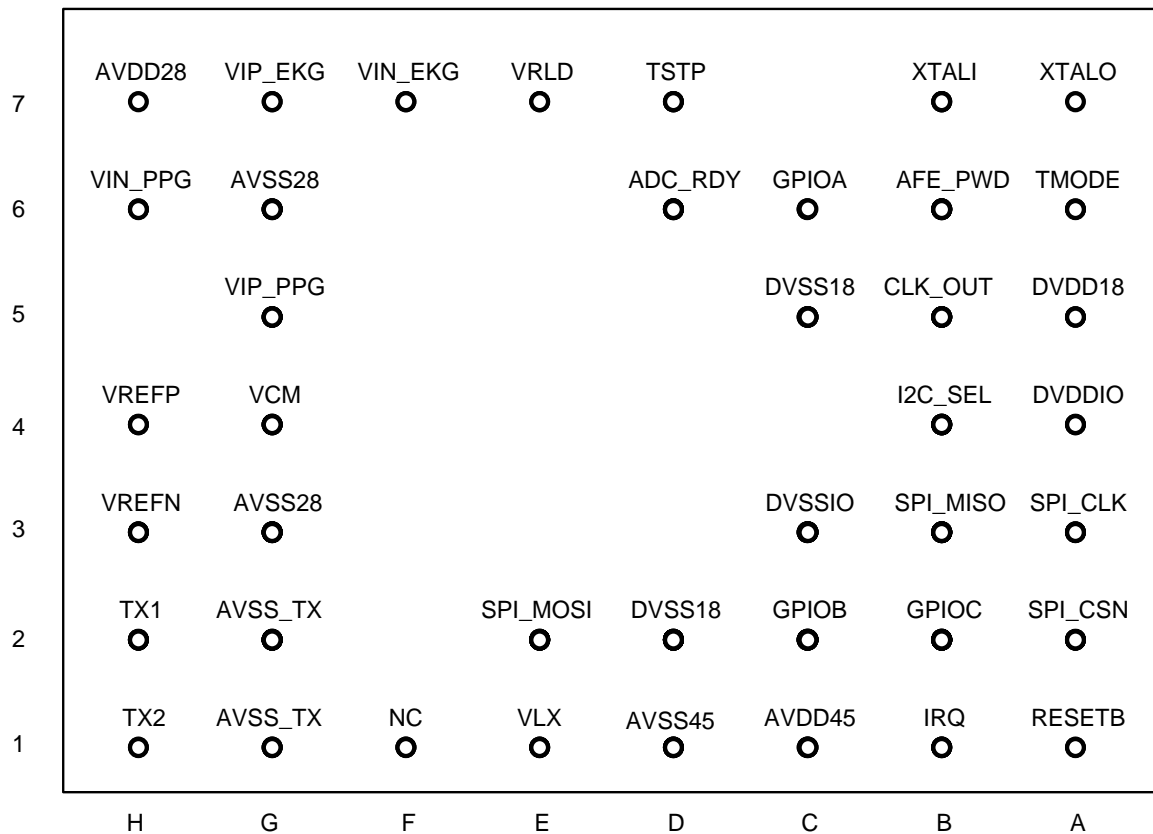 AVDD28 VIP_EKG VIN_EKG VRLD TSTP XTALI XTALO
7
VIN_PPG AVSS28 ADC_RDY GPIOA AFE_PWD TMODE
6
VIP_PPG DVSS18 CLK_OUT DVDD18
5
VREFP VCM I2C_SEL DVDDIO
4
VREFN AVSS28 DVSSIO SPI_MISO SPI_CLK
3
TX1 AVSS_TX SPI_MOSI DVSS18 GPIOB GPIOC SPI_CSN
2
TX2 AVSS_TX NC VLX AVSS45 AVDD45 IRQ RESETB
1
H G F E D C B A